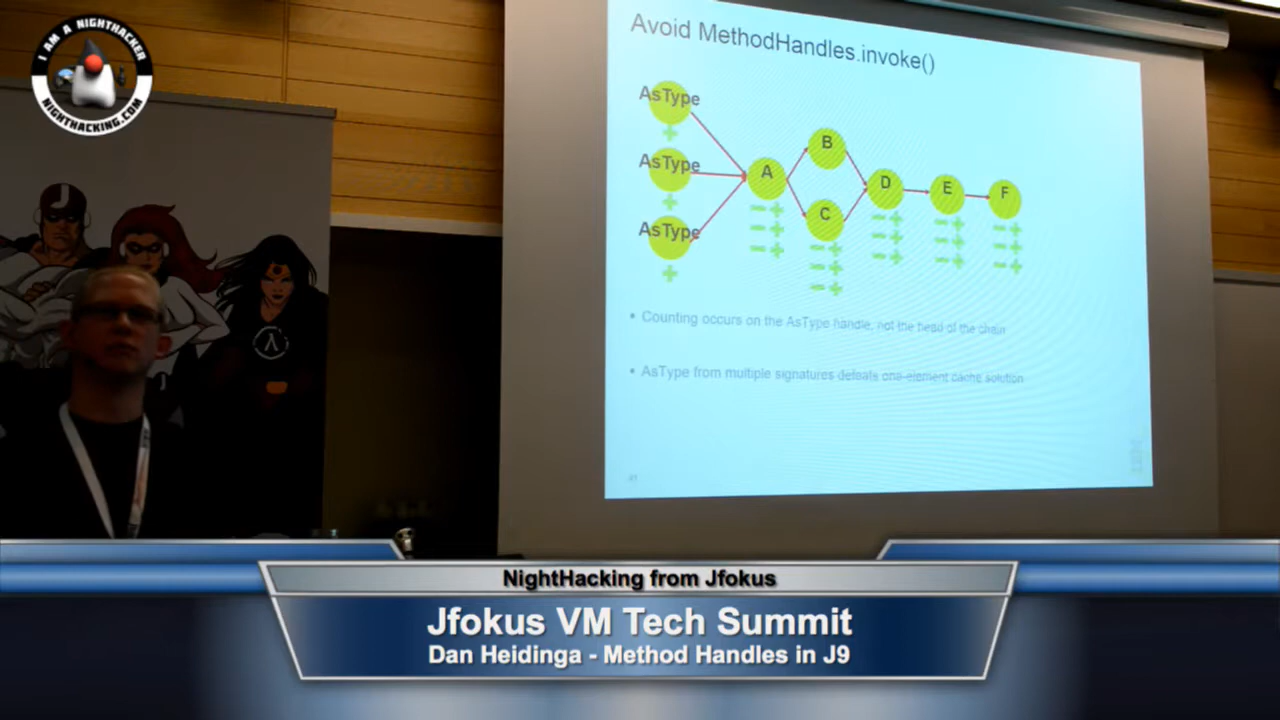 I AM A NIGHTHACKER
NIGHTHACKING.COM
Avoid MethodHandles.invoke()
AsType
AsType
AsType
A
B
C
D
E
F
• Counting occurs on the AsType handle, not the head of the chain
• AsType from multiple signatures defeats one-element cache solution
IBM
NightHacking from Jfokus
Jfokus VM Tech Summit
Dan Heidinga - Method Handles in J9